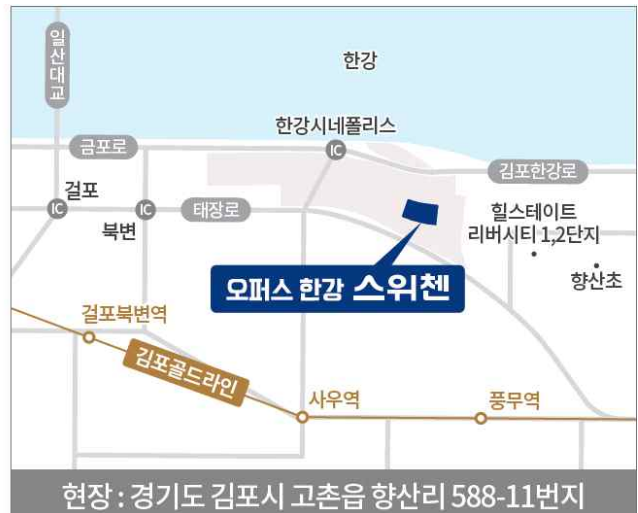 일산대교
한강
한강시네폴리스
IC
금포로
김포한강로
걸포
IC
IC
북변
태장로
힐스테이트
리버시티 1,2단지
향산초
오퍼스 한강 스위첸
걸포북변역
김포골드라인
사우역
풍무역
현장 : 경기도 김포시 고촌읍 향산리 588-11번지